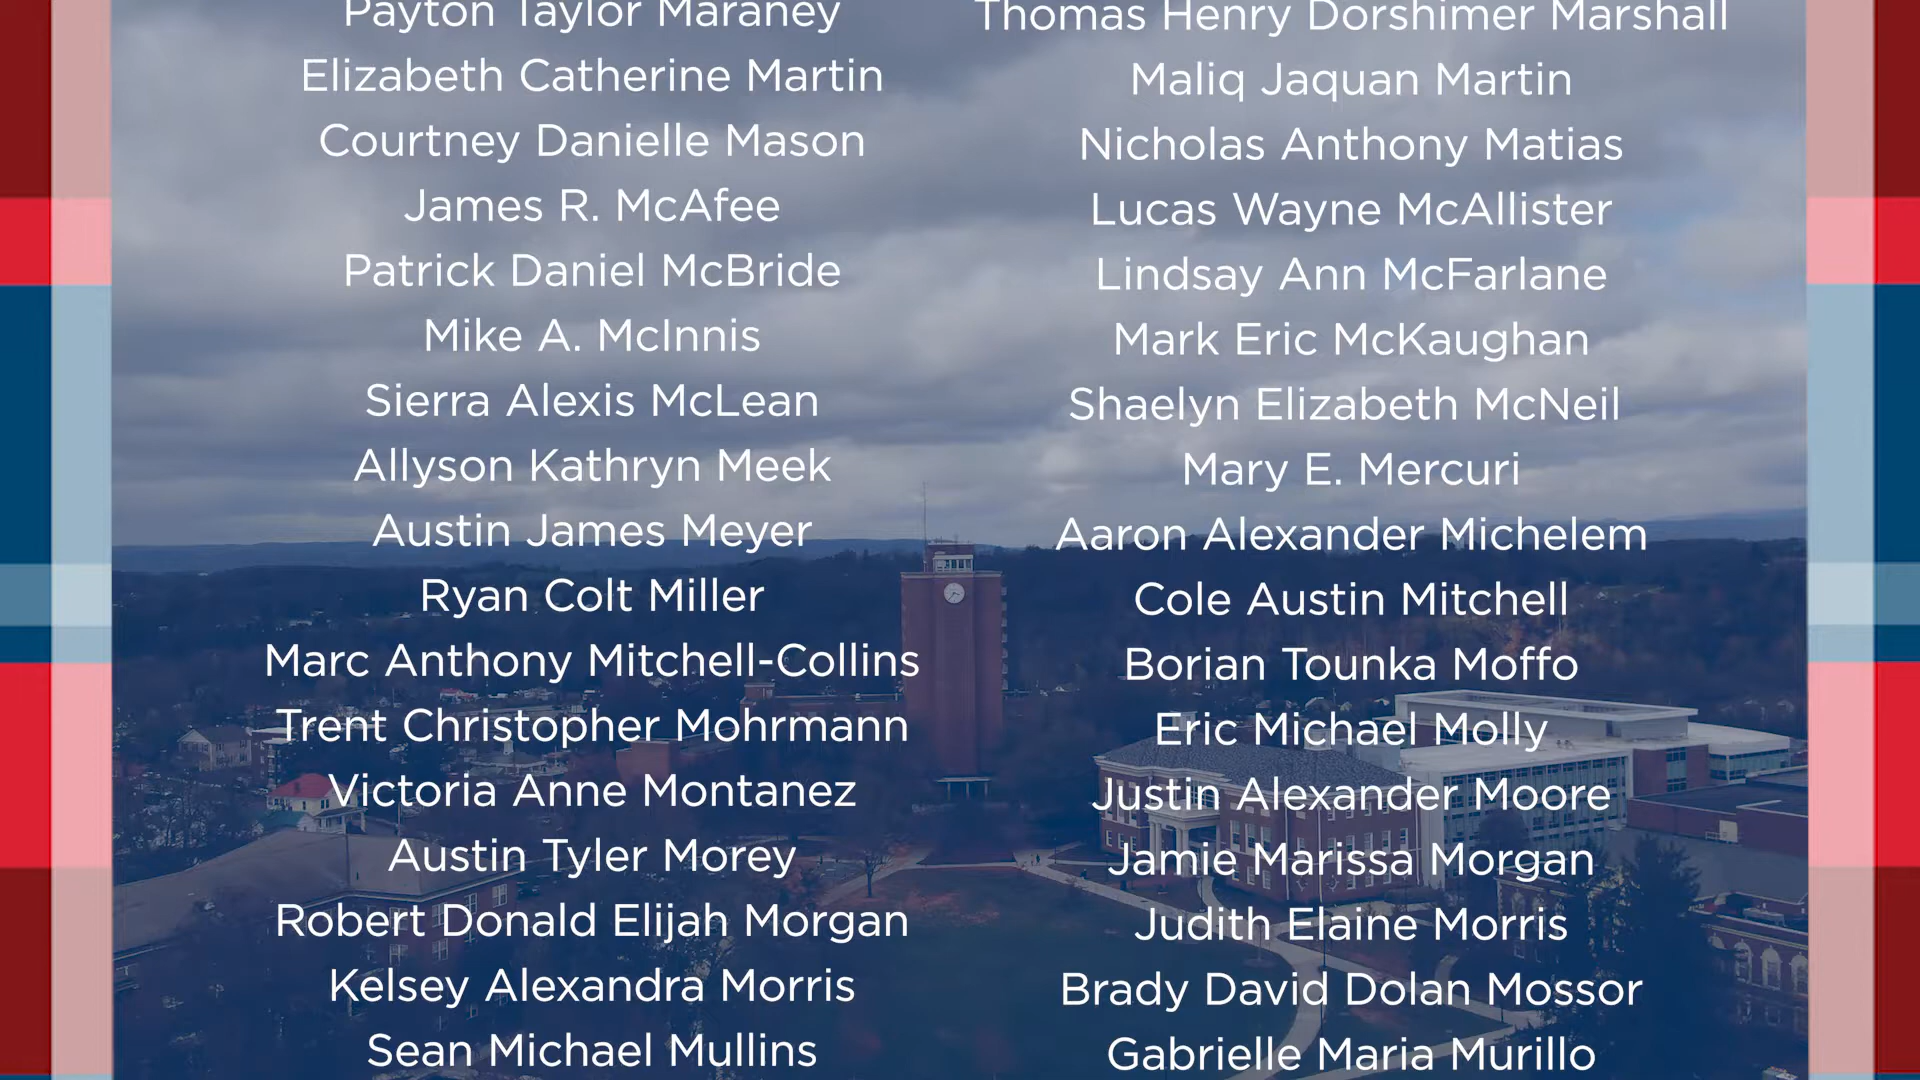 Payton Taylor Maraney
Thomas Henry Dorshimer Marshall
Elizabeth Catherine Martin
Maliq Jaquan Martin
Courtney Danielle Mason
Nicholas Anthony Matias
James R. McAfee
Lucas Wayne McAllister
Patrick Daniel McBride
Lindsay Ann McFarlane
Mike A. McInnis
Mark Eric McKaughan
Sierra Alexis McLean
Shaelyn Elizabeth McNeil
Allyson Kathryn Meek
Mary E. Mercuri
Austin James Meyer
Aaron Alexander Michelem
Ryan Colt Miller
Cole Austin Mitchell
Marc Anthony Mitchell-Collins
Borian Tounka Moffo
Trent Christopher Mohrmann
Eric Michael Molly
Victoria Anne Montanez
Justin Alexander Moore
Austin Tyler Morey
Jamie Marissa Morgan
Robert Donald Elijah Morgan
Judith Elaine Morris
Kelsey Alexandra Morris
Brady David Dolan Mossor
Sean Michael Mullins
Gabrielle Maria Murillo